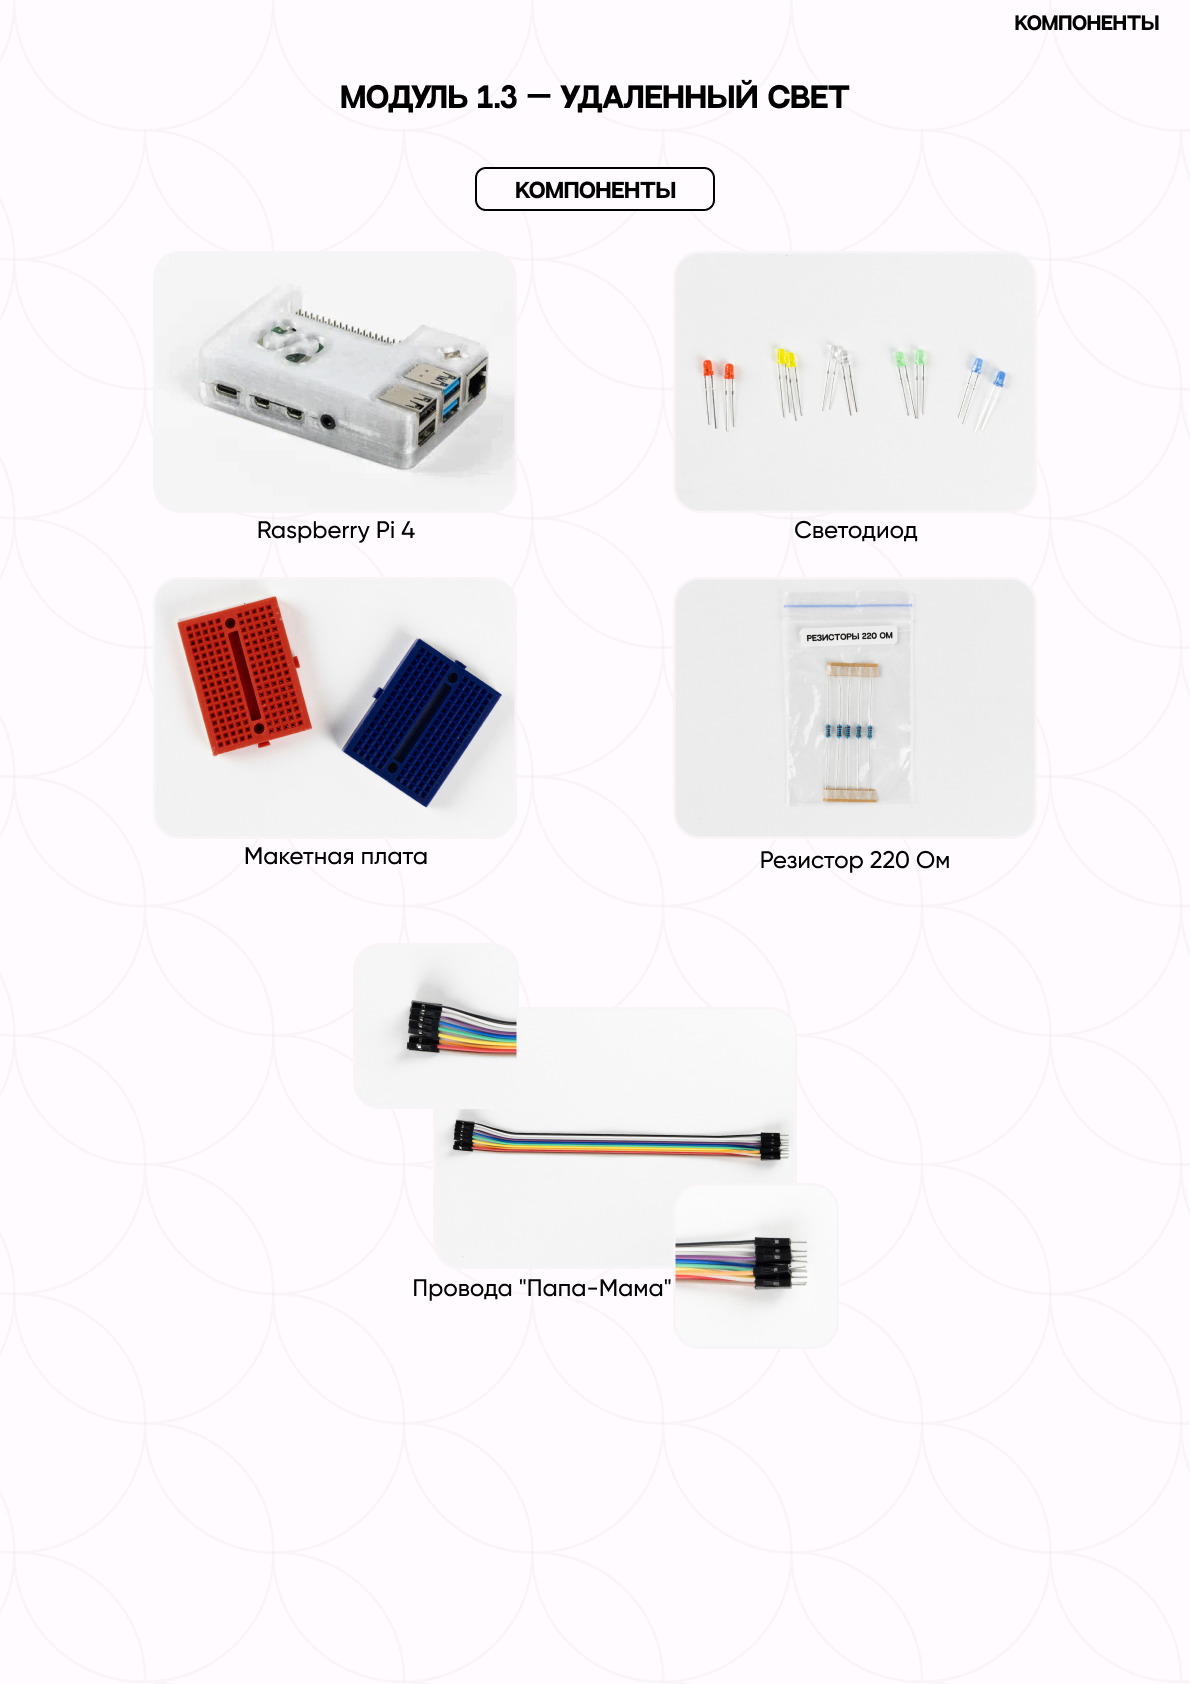 КОМПОНЕНТЫ
МОДУЛЬ 1.3 — УДАЛЕННЫЙ СВЕТ
КОМПОНЕНТЫ
Raspberry Pi 4
Светодиод
РЕЗИСТОРЫ 220 ОМ
Макетная плата
Резистор 220 Ом
Провода "Папа-Мама"